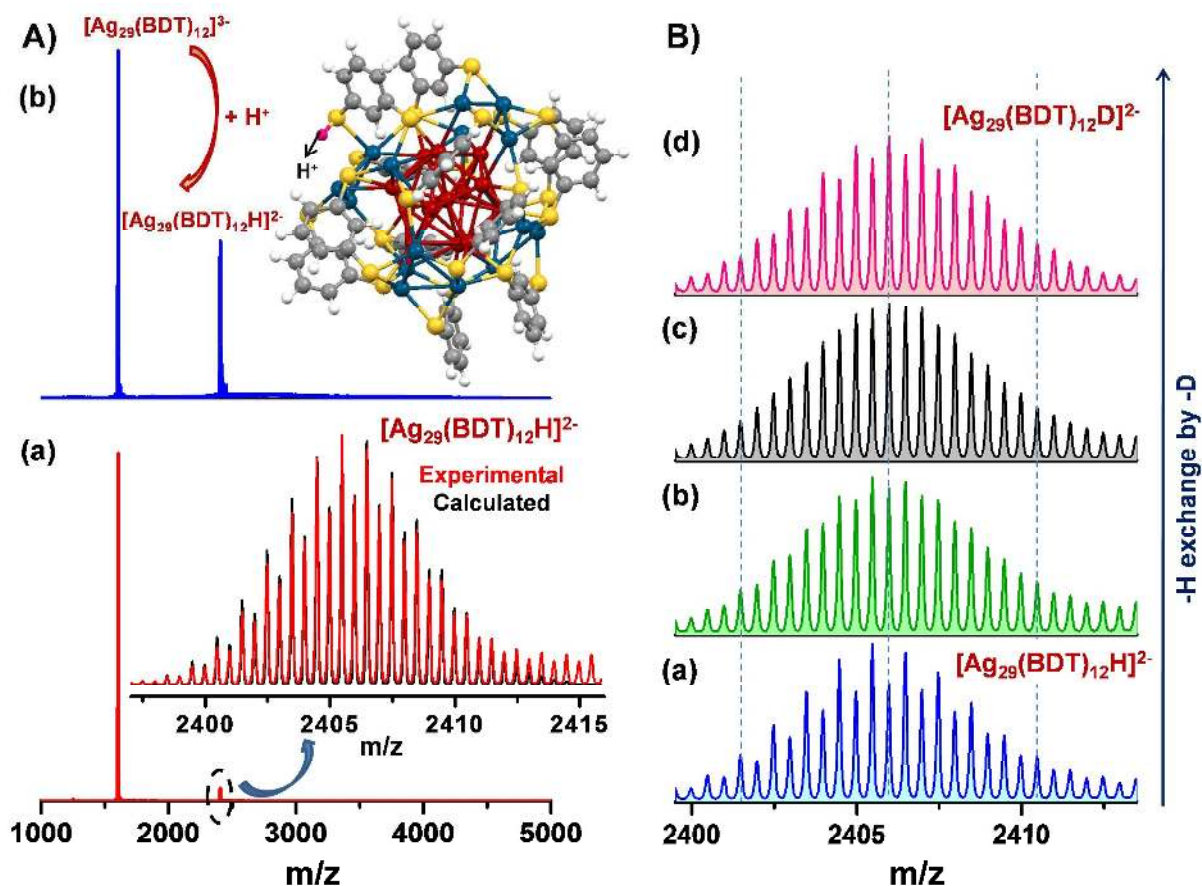 A)
[Ag29(BDT)12]3-
(b)
+ H+
H+
[Ag29(BDT)12H]2-
(a)
[Ag29(BDT)12H]2-
Experimental
Calculated
2400 2405 2410 2415
m/z
1000 2000 3000 4000 5000
m/z
B)
[Ag29(BDT)12D]2-
(d)
(c)
(b)
(a)
[Ag29(BDT)12H]2-
2400 2405 2410
m/z
-H exchange by -D